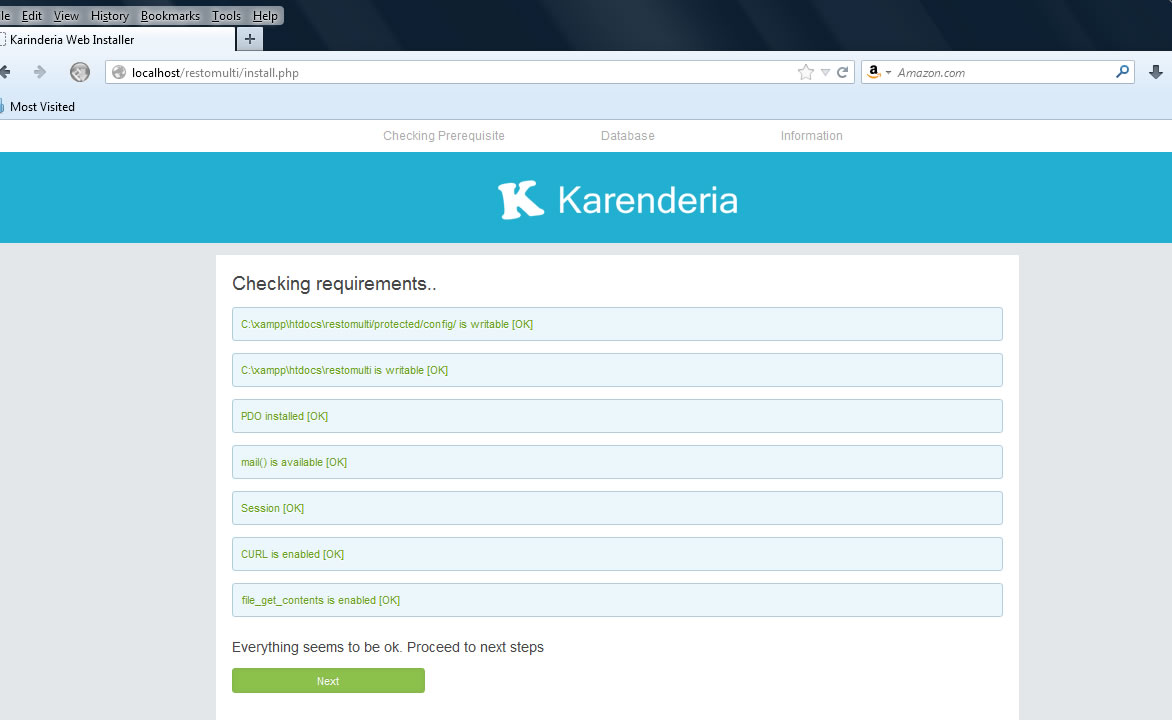 le Edit View History Bookmarks Tools Help
Karinderia Web Installer
localhost/restomulti/install.php
a Amazon.com
Most Visited
Checking Prerequisite Database Information
K Karenderia
Checking requirements..
C:\xampp\htdocs\restomulti/protected/config/ is writable [OK]
C:\xampp\htdocs\restomulti is writable [OK]
PDO installed [OK]
mail() is available [OK]
Session [OK]
CURL is enabled [OK]
file_get_contents is enabled [OK]
Everything seems to be ok. Proceed to next steps
Next